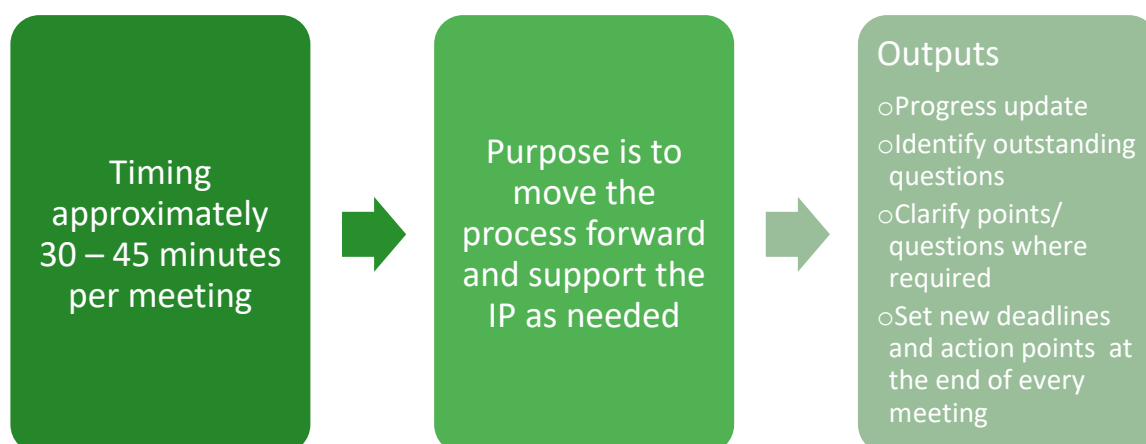 Timing
approximately
30 – 45 minutes
per meeting
Purpose is to
move the
process forward
and support the
IP as needed
Outputs
oProgress update
oIdentify outstanding
questions
oClarify points/
questions where
required
oSet new deadlines
and action points  at
the end of every
meeting